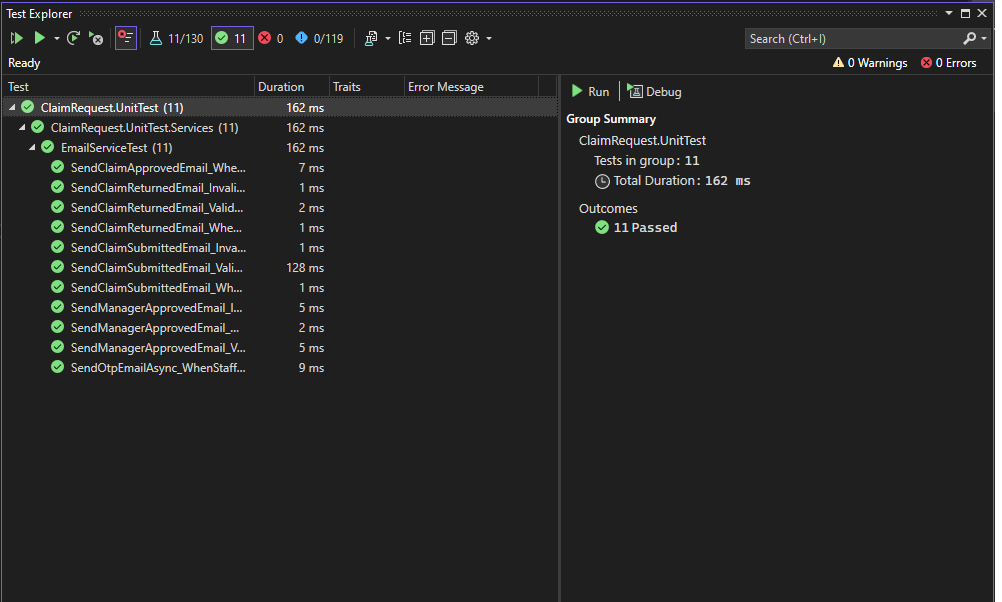 Test Explorer
11/130 11 0 0/119
Search (Ctrl+I)
Ready
0 Warnings 0 Errors
Test Duration Traits Error Message
ClaimRequest.UnitTest (11) 162 ms
ClaimRequest.UnitTest.Services (11) 162 ms
EmailServiceTest (11) 162 ms
SendClaimApprovedEmail_Whe... 7 ms
SendClaimReturnedEmail_Invali... 1 ms
SendClaimReturnedEmail_Valid... 2 ms
SendClaimReturnedEmail_Whe... 1 ms
SendClaimSubmittedEmail_Inva... 1 ms
SendClaimSubmittedEmail_Vali... 128 ms
SendClaimSubmittedEmail_Wh... 1 ms
SendManagerApprovedEmail_I... 5 ms
SendManagerApprovedEmail_... 2 ms
SendManagerApprovedEmail_V... 5 ms
SendOtpEmailAsync_WhenStaff... 9 ms
Run Debug
Group Summary
ClaimRequest.UnitTest
Tests in group: 11
Total Duration: 162 ms
Outcomes
11 Passed